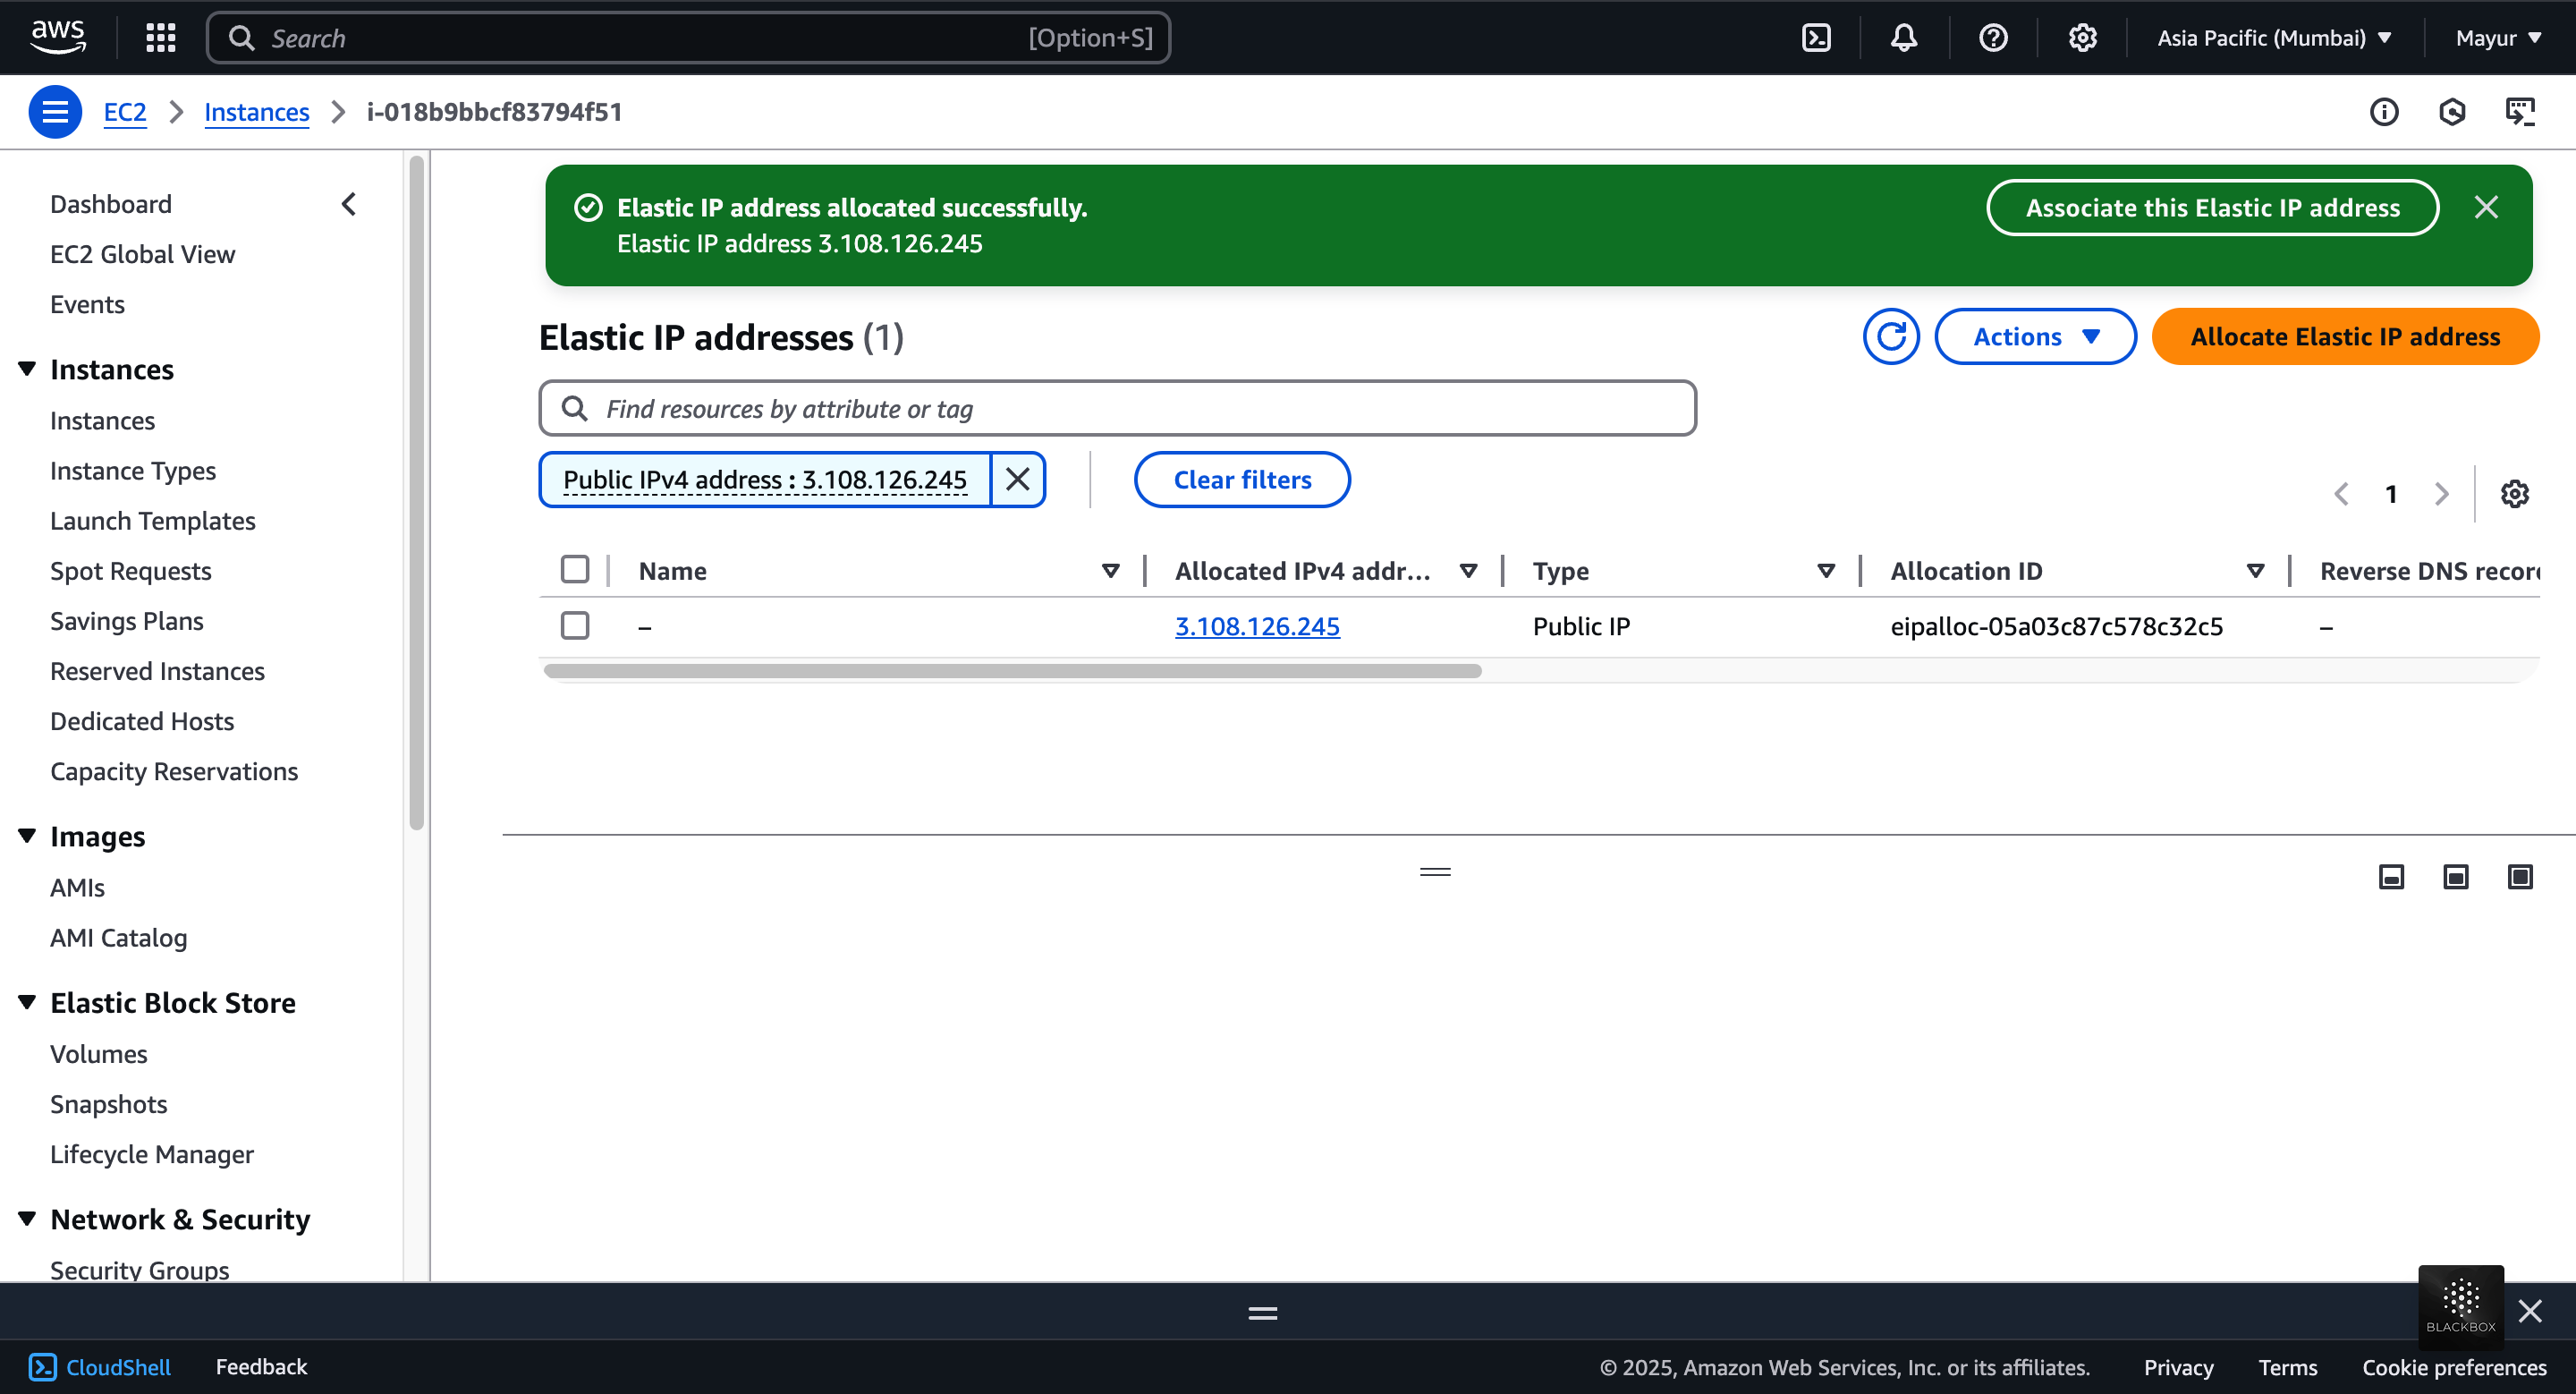 aws
Search [Option+S]
Asia Pacific (Mumbai)
Mayur
EC2 > Instances > i-018b9bbcf83794f51
Dashboard
EC2 Global View
Events
Instances
Instances
Instance Types
Launch Templates
Spot Requests
Savings Plans
Reserved Instances
Dedicated Hosts
Capacity Reservations
Images
AMIs
AMI Catalog
Elastic Block Store
Volumes
Snapshots
Lifecycle Manager
Network & Security
Security Groups
Elastic IP address allocated successfully.
Elastic IP address 3.108.126.245
Associate this Elastic IP address
Elastic IP addresses (1)
Actions
Allocate Elastic IP address
Find resources by attribute or tag
Public IPv4 address : 3.108.126.245
Clear filters
1
Name Allocated IPv4 addr... Type Allocation ID Reverse DNS recor
– 3.108.126.245 Public IP eipalloc-05a03c87c578c32c5 –
BLACKBOX
CloudShell Feedback © 2025, Amazon Web Services, Inc. or its affiliates. Privacy Terms Cookie preferences